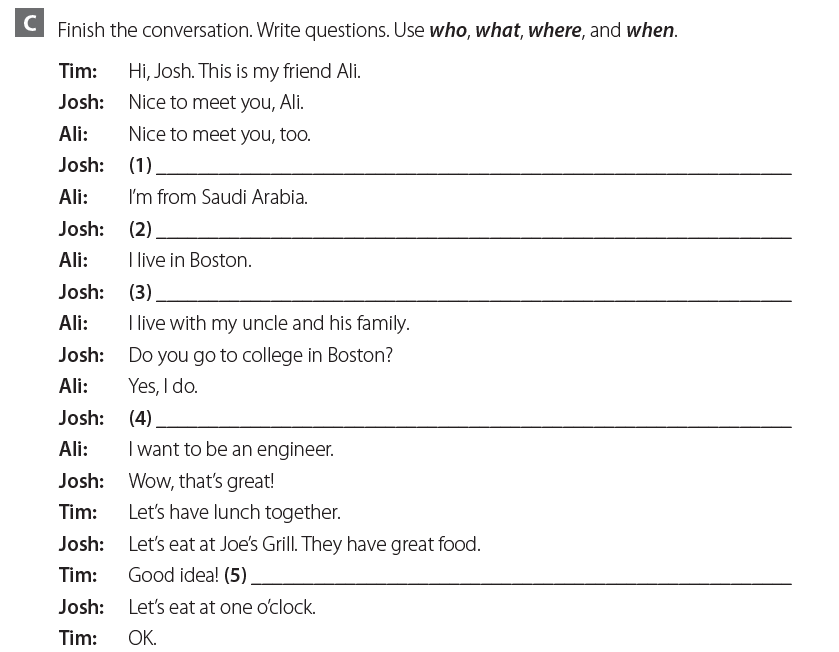 C Finish the conversation. Write questions. Use who, what, where, and when.
Tim: Hi, Josh. This is my friend Ali.
Josh: Nice to meet you, Ali.
Ali: Nice to meet you, too.
Josh: (1) ______________________________
Ali: I'm from Saudi Arabia.
Josh: (2) ______________________________
Ali: I live in Boston.
Josh: (3) ______________________________
Ali: I live with my uncle and his family.
Josh: Do you go to college in Boston?
Ali: Yes, I do.
Josh: (4) ______________________________
Ali: I want to be an engineer.
Josh: Wow, that's great!
Tim: Let's have lunch together.
Josh: Let's eat at Joe's Grill. They have great food.
Tim: Good idea! (5) ______________________________
Josh: Let's eat at one o'clock.
Tim: OK.